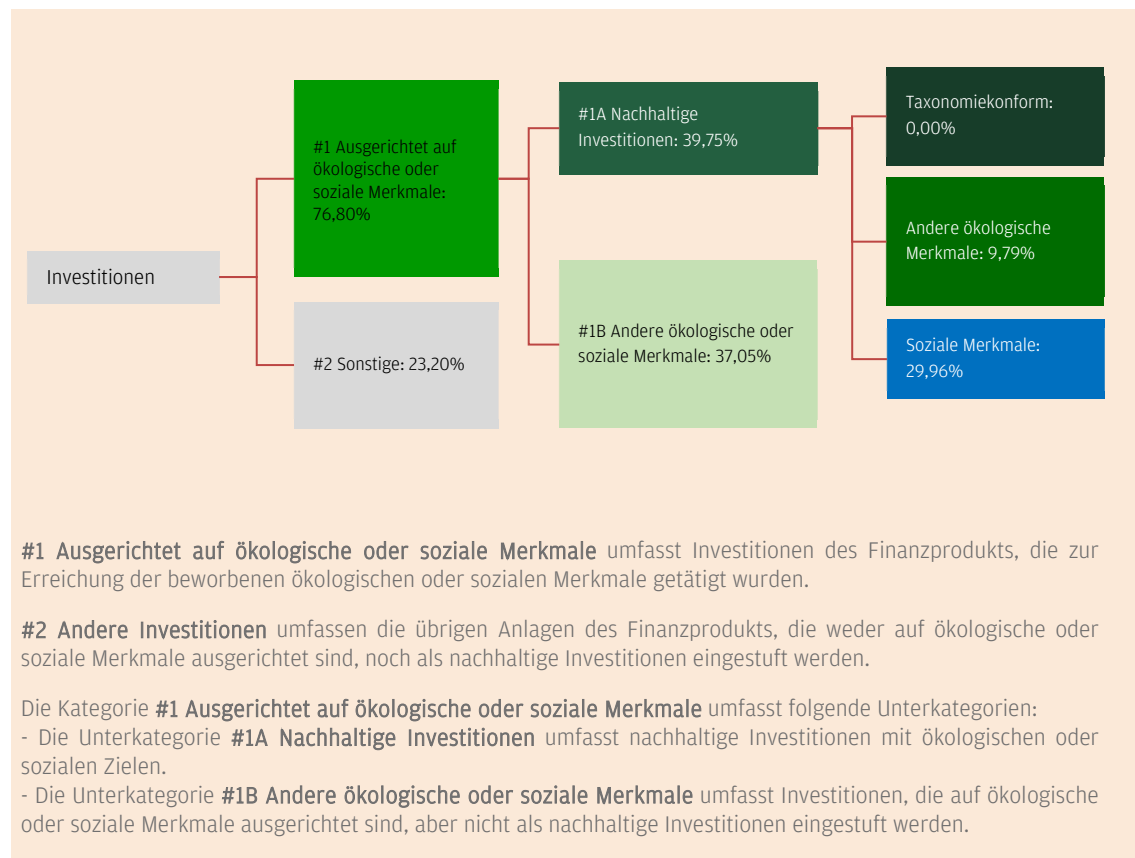 Investitionen
#1 Ausgerichtet auf
ökologische oder
soziale Merkmale:
76,80%
#2 Sonstige: 23,20%
#1A Nachhaltige
Investitionen: 39,75%
#1B Andere ökologische oder
soziale Merkmale: 37,05%
Taxonomiekonform:
0,00%
Andere ökologische
Merkmale: 9,79%
Soziale Merkmale:
29,96%
#1 Ausgerichtet auf ökologische oder soziale Merkmale umfasst Investitionen des Finanzprodukts, die zur
Erreichung der beworbenen ökologischen oder sozialen Merkmale getätigt wurden.
#2 Andere Investitionen umfassen die übrigen Anlagen des Finanzprodukts, die weder auf ökologische oder
soziale Merkmale ausgerichtet sind, noch als nachhaltige Investitionen eingestuft werden.
Die Kategorie #1 Ausgerichtet auf ökologische oder soziale Merkmale umfasst folgende Unterkategorien:
- Die Unterkategorie #1A Nachhaltige Investitionen umfasst nachhaltige Investitionen mit ökologischen oder
sozialen Zielen.
- Die Unterkategorie #1B Andere ökologische oder soziale Merkmale umfasst Investitionen, die auf ökologische
oder soziale Merkmale ausgerichtet sind, aber nicht als nachhaltige Investitionen eingestuft werden.